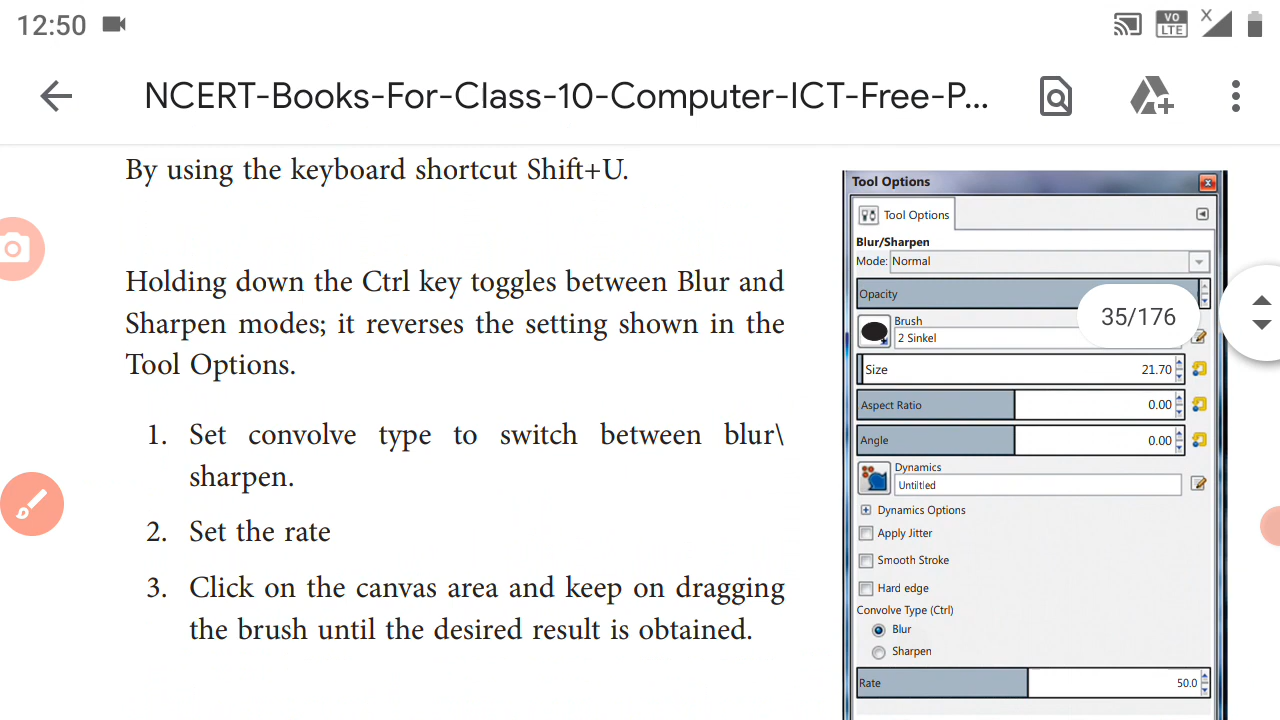 12:50
VO LTE X
NCERT-Books-For-Class-10-Computer-ICT-Free-P...
By using the keyboard shortcut Shift+U.
Holding down the Ctrl key toggles between Blur and
Sharpen modes; it reverses the setting shown in the
Tool Options.
1. Set convolve type to switch between blur\
sharpen.
2. Set the rate
3. Click on the canvas area and keep on dragging
the brush until the desired result is obtained.
Tool Options
Tool Options
Blur/Sharpen
Mode: Normal
Opacity
35/176
Brush
2 Sinkel
Size 21.70
Aspect Ratio 0.00
Angle 0.00
Dynamics
Untitled
Dynamics Options
Apply Jitter
Smooth Stroke
Hard edge
Convolve Type (Ctrl)
Blur
Sharpen
Rate 50.0